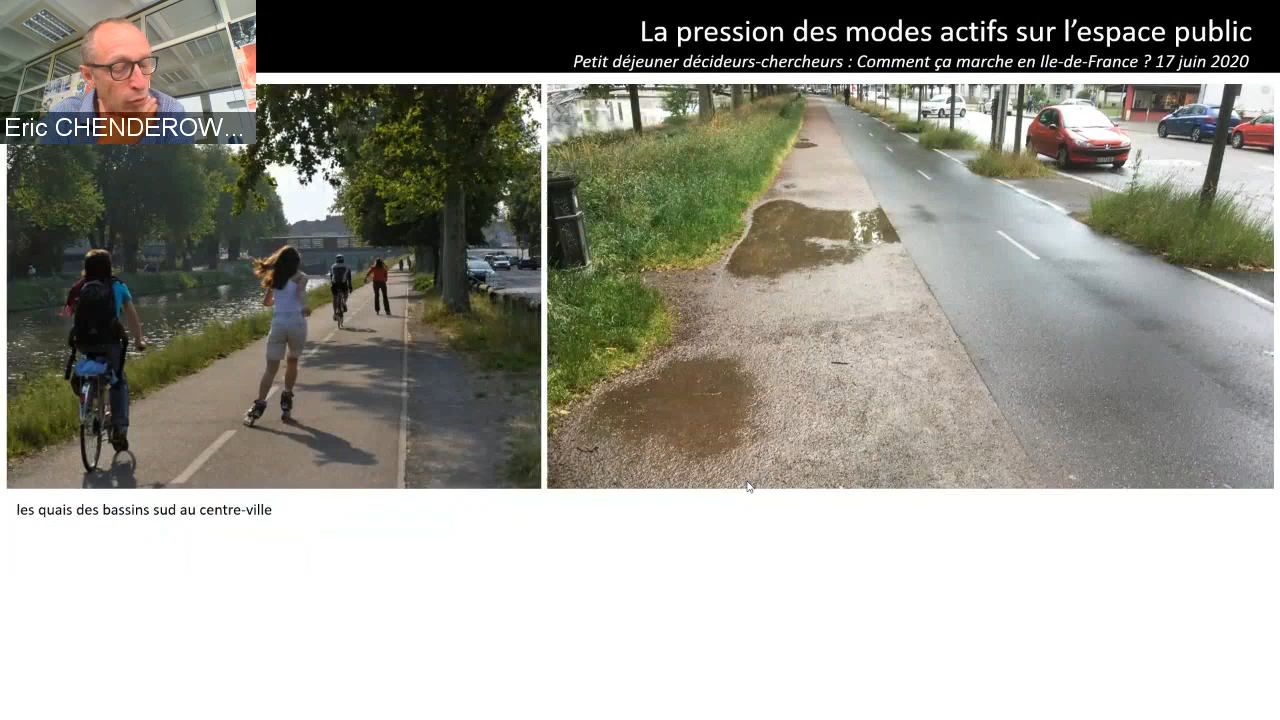 La pression des modes actifs sur l'espace public
Petit déjeuner décideurs-chercheurs : Comment ça marche en Ile-de-France ? 17 juin 2020
Eric CHENDEROW...
les quais des bassins sud au centre-ville